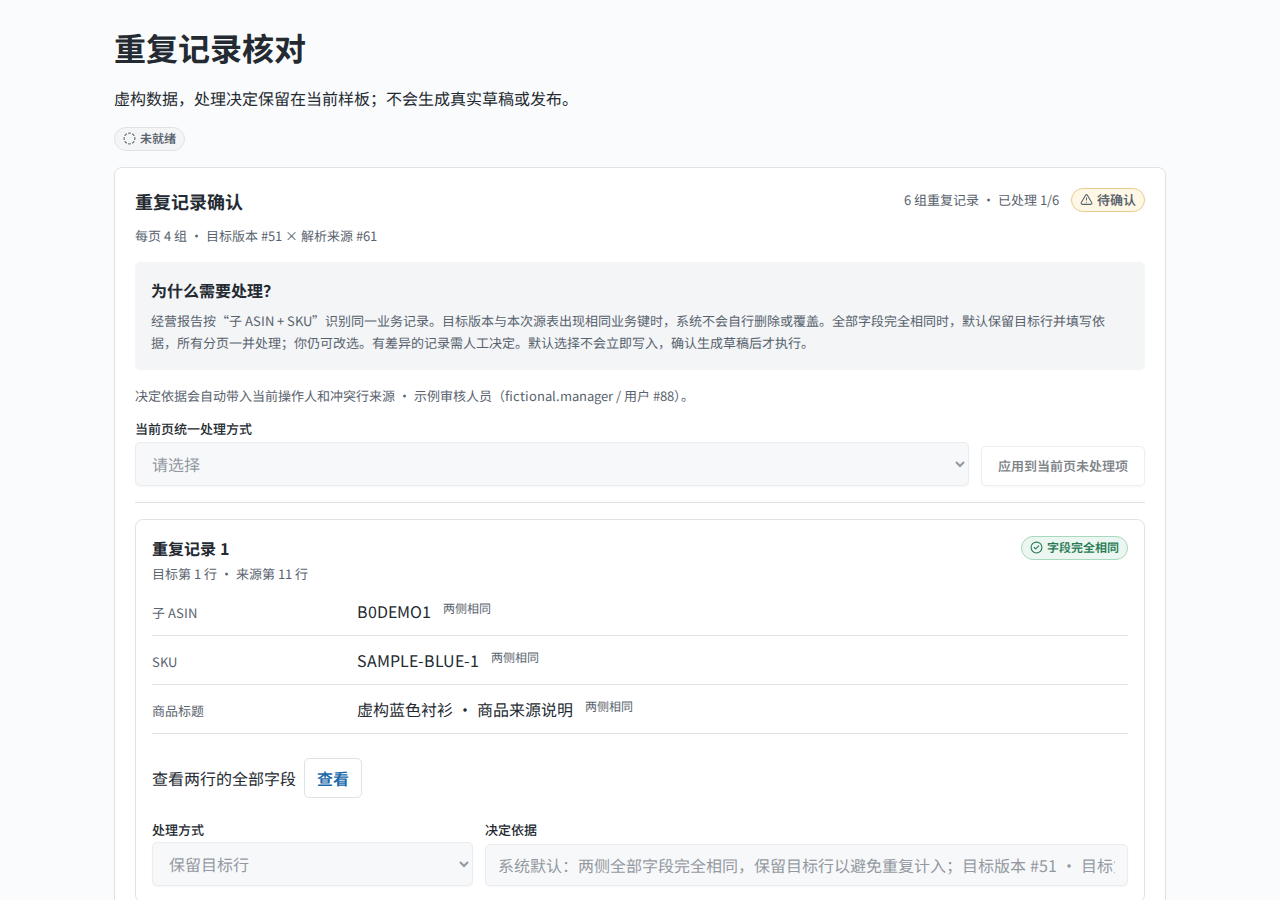 重复记录核对
虚构数据，处理决定保留在当前样板；不会生成真实草稿或发布。
未就绪
重复记录确认
6 组重复记录 · 已处理 1/6
待确认
每页 4 组 · 目标版本 #51 × 解析来源 #61
为什么需要处理？
经营报告按“子 ASIN + SKU”识别同一业务记录。目标版本与本次源表出现相同业务键时，系统不会自行删除或覆盖。全部字段完全相同时，默认保留目标行并填写依
据，所有分页一并处理；你仍可改选。有差异的记录需人工决定。默认选择不会立即写入，确认生成草稿后才执行。
决定依据会自动带入当前操作人和冲突行来源 · 示例审核人员（fictional.manager / 用户 #88）。
当前页统一处理方式
请选择
应用到当前页未处理项
重复记录 1
字段完全相同
目标第 1 行 · 来源第 11 行
子 ASIN
B0DEMO1 两侧相同
SKU
SAMPLE-BLUE-1 两侧相同
商品标题
虚构蓝色衬衫 · 商品来源说明 两侧相同
查看两行的全部字段 查看
处理方式
决定依据
保留目标行
系统默认：两侧全部字段完全相同，保留目标行以避免重复计入；目标版本 #51 · 目标